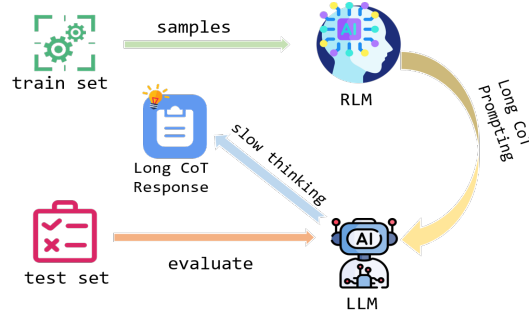 samples
AI
train set
RLM
Long CoT
Prompting
slow thinking
Long CoT
Response
AI
test set
evaluate
LLM